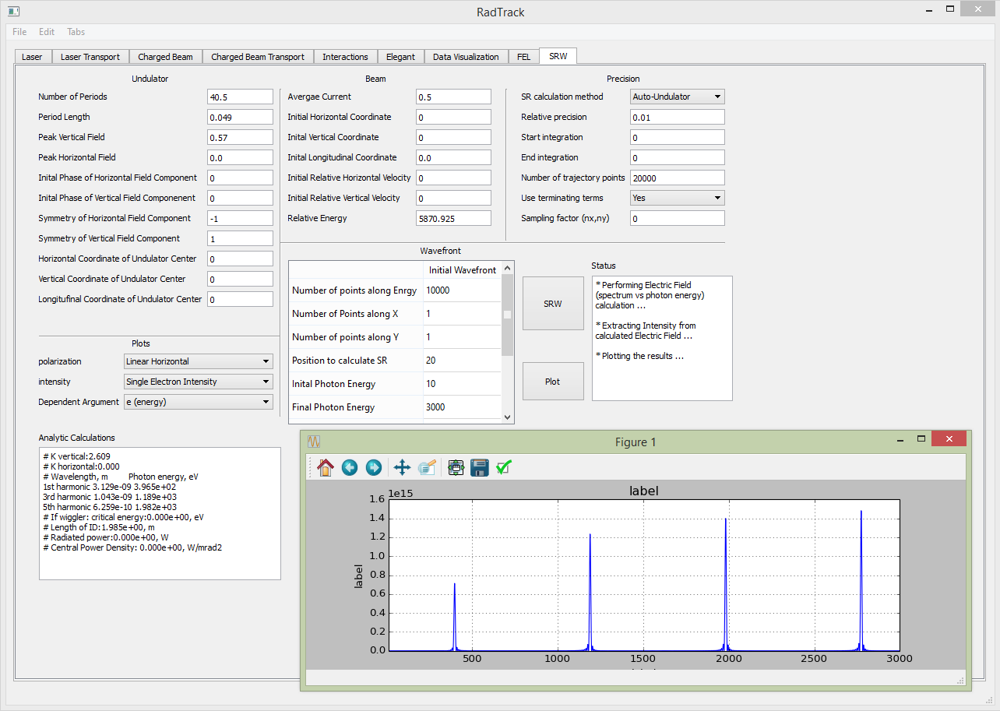 RadTrack
File Edit Tabs
Laser Laser Transport Charged Beam Charged Beam Transport Interactions Elegant Data Visualization FEL SRW
Undulator
Number of Periods 40.5
Period Length 0.049
Peak Vertical Field 0.57
Peak Horizontal Field 0.0
Inital Phase of Horizontal Field Component 0
Inital Phase of Vertical Field Componenent 0
Symmetry of Horizontal Field Component -1
Symmetry of Vertical Field Component 1
Horizontal Coordinate of Undulator Center 0
Vertical Coordinate of Undulator Center 0
Longitufinal Coordinate of Undulator Center 0
Beam
Avergae Current 0.5
Initial Horizontal Coordinate 0
Inital Vertical Coordinate 0
Inital Longitudinal Coordinate 0.0
Initial Relative Horizontal Velocity 0
Initial Relative Vertical Velocity 0
Relative Energy 5870.925
Precision
SR calculation method Auto-Undulator
Relative precision 0.01
Start integration 0
End integration 0
Number of trajectory points 20000
Use terminating terms Yes
Sampling factor (nx,ny) 0
Plots
polarization Linear Horizontal
intensity Single Electron Intensity
Dependent Argument e (energy)
Wavefront
Initial Wavefront
Number of points along Enrgy 10000
Number of Points along X 1
Number of points along Y 1
Position to calculate SR 20
Inital Photon Energy 10
Final Photon Energy 3000
SRW
Plot
Status
* Performing Electric Field
(spectrum vs photon energy)
calculation ...
* Extracting Intensity from
calculated Electric Field ...
* Plotting the results ...
Analytic Calculations
# K vertical:2.609
# K horizontal:0.000
# Wavelength, m Photon energy, eV
1st harmonic 3.129e-09 3.965e+02
3rd harmonic 1.043e-09 1.189e+03
5th harmonic 6.259e-10 1.982e+03
# If wiggler: critical energy:0.000e+00, eV
# Length of ID:1.985e+00, m
# Radiated power:0.000e+00, W
# Central Power Density: 0.000e+00, W/mrad2
Figure 1
label
1e15
1.6
1.4
1.2
1.0
0.8
0.6
0.4
0.2
0.0
label
500 1000 1500 2000 2500 3000